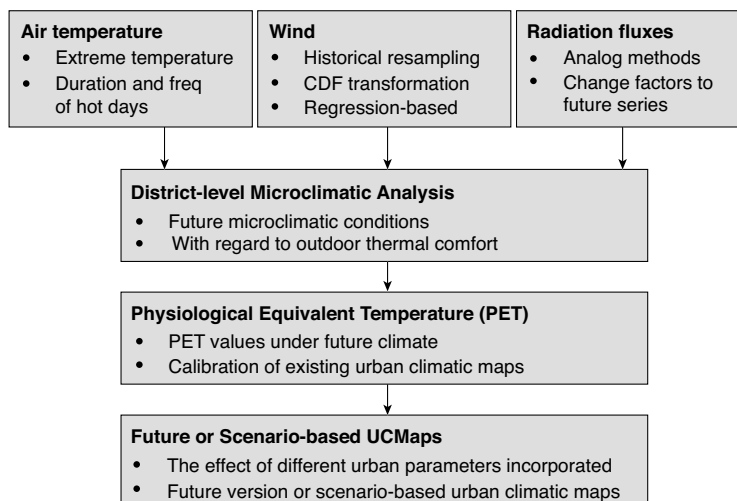 Air temperature
• Extreme temperature
• Duration and freq
of hot days
Wind
• Historical resampling
• CDF transformation
• Regression-based
Radiation fluxes
• Analog methods
• Change factors to
future series
District-level Microclimatic Analysis
• Future microclimatic conditions
• With regard to outdoor thermal comfort
Physiological Equivalent Temperature (PET)
• PET values under future climate
• Calibration of existing urban climatic maps
Future or Scenario-based UCMaps
• The effect of different urban parameters incorporated
• Future version or scenario-based urban climatic maps